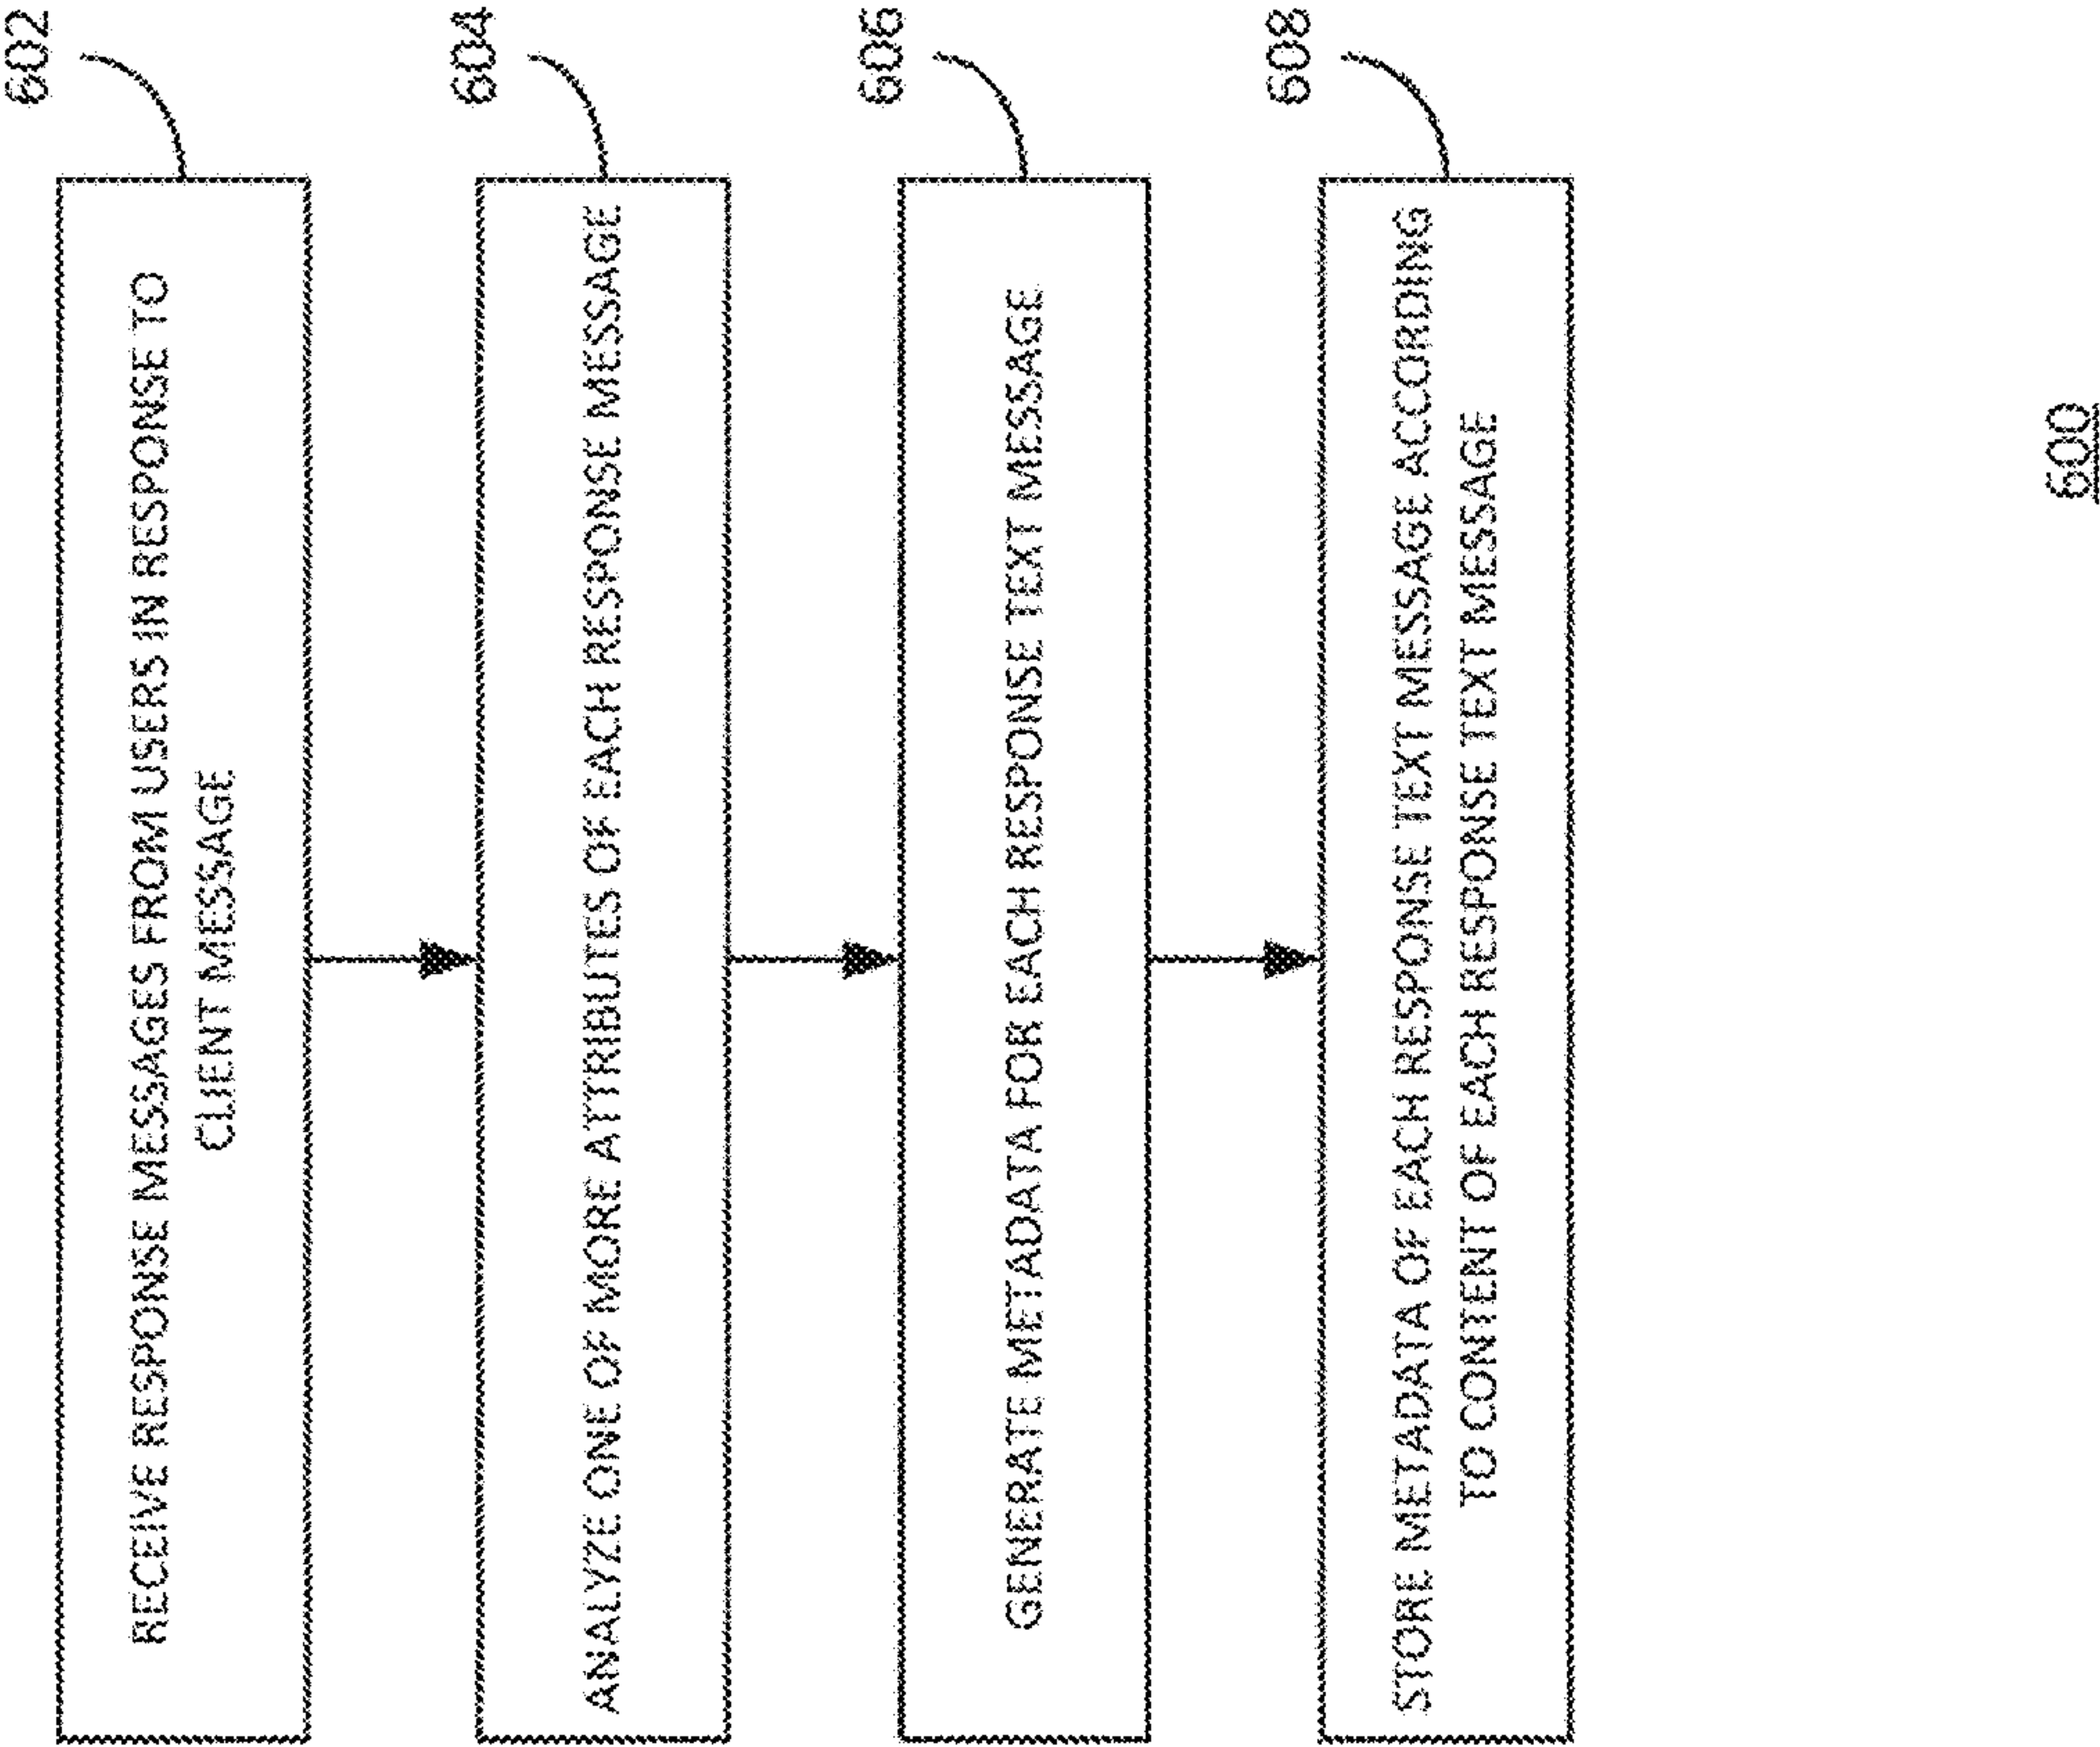 602
RECEIVE RESPONSE MESSAGES FROM USERS IN RESPONSE TO
CLIENT MESSAGE
604
ANALYZE ONE OF MORE ATTRIBUTES OF EACH RESPONSE MESSAGE
606
GENERATE METADATA FOR EACH RESPONSE TEXT MESSAGE
608
STORE METADATA OF EACH RESPONSE TEXT MESSAGE ACCORDING
TO CONTENT OF EACH RESPONSE TEXT MESSAGE
600